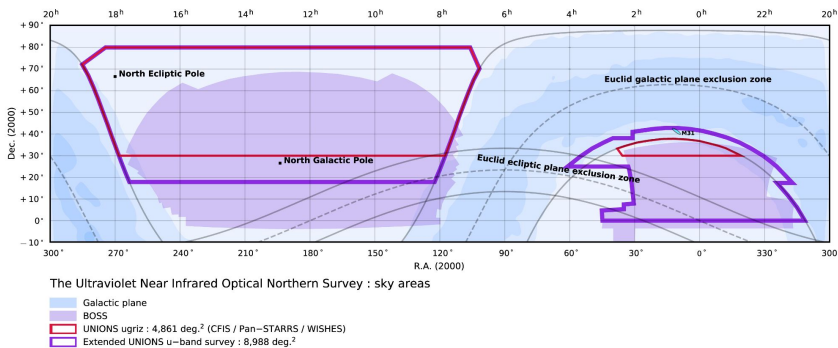 20h 18h 16h 14h 12h 10h 8h 6h 4h 2h 0h 22h 20h
+90°
+80°
+70°
+60°
+50°
+40°
+30°
+20°
+10°
0°
−10°
Dec. (2000)
North Ecliptic Pole
Euclid galactic plane exclusion zone
M31
North Galactic Pole
Euclid ecliptic plane exclusion zone
300° 270° 240° 210° 180° 150° 120° 90° 60° 30° 0° 330° 300°
R.A. (2000)
The Ultraviolet Near Infrared Optical Northern Survey : sky areas
Galactic plane
BOSS
UNIONS ugriz : 4,861 deg.² (CFIS / Pan−STARRS / WISHES)
Extended UNIONS u−band survey : 8,988 deg.²